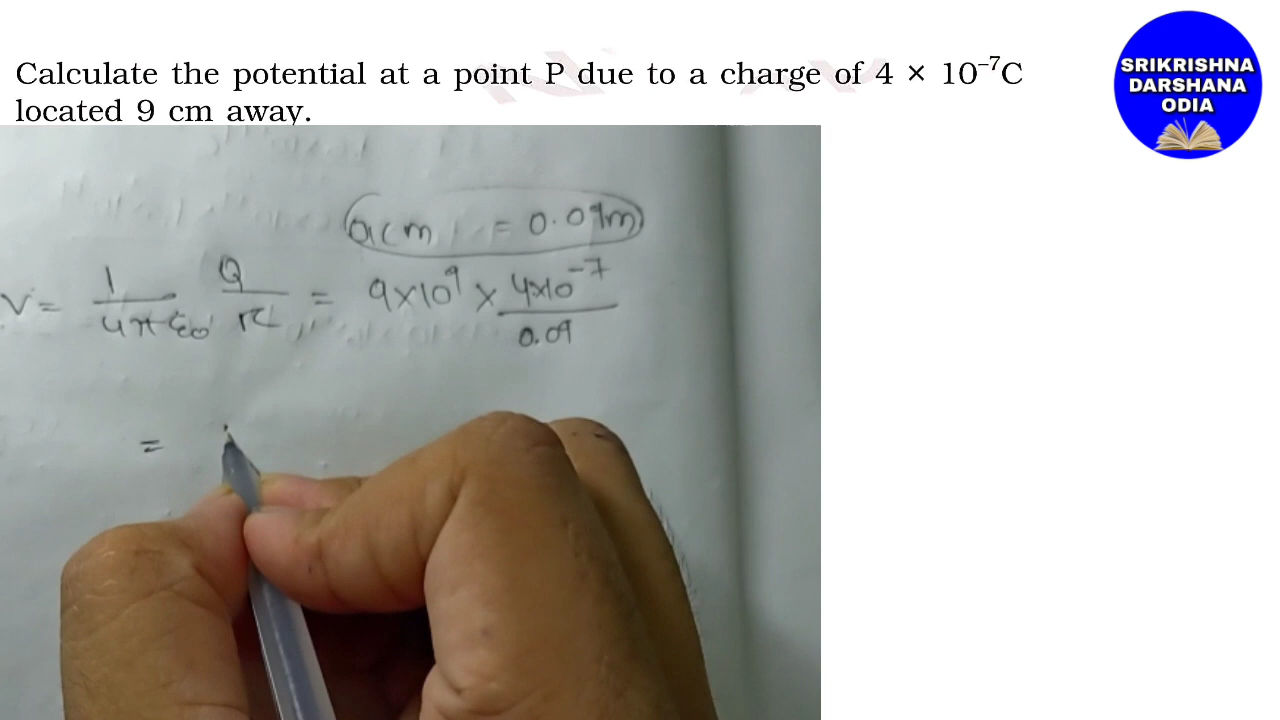 Calculate the potential at a point P due to a charge of 4 × 10⁻⁷C
located 9 cm away.
SRIKRISHNA
DARSHANA
ODIA
9cm = 0.09m
V = 1/4πε₀ Q/r = 9×10⁹ × 4×10⁻⁷/0.09
=